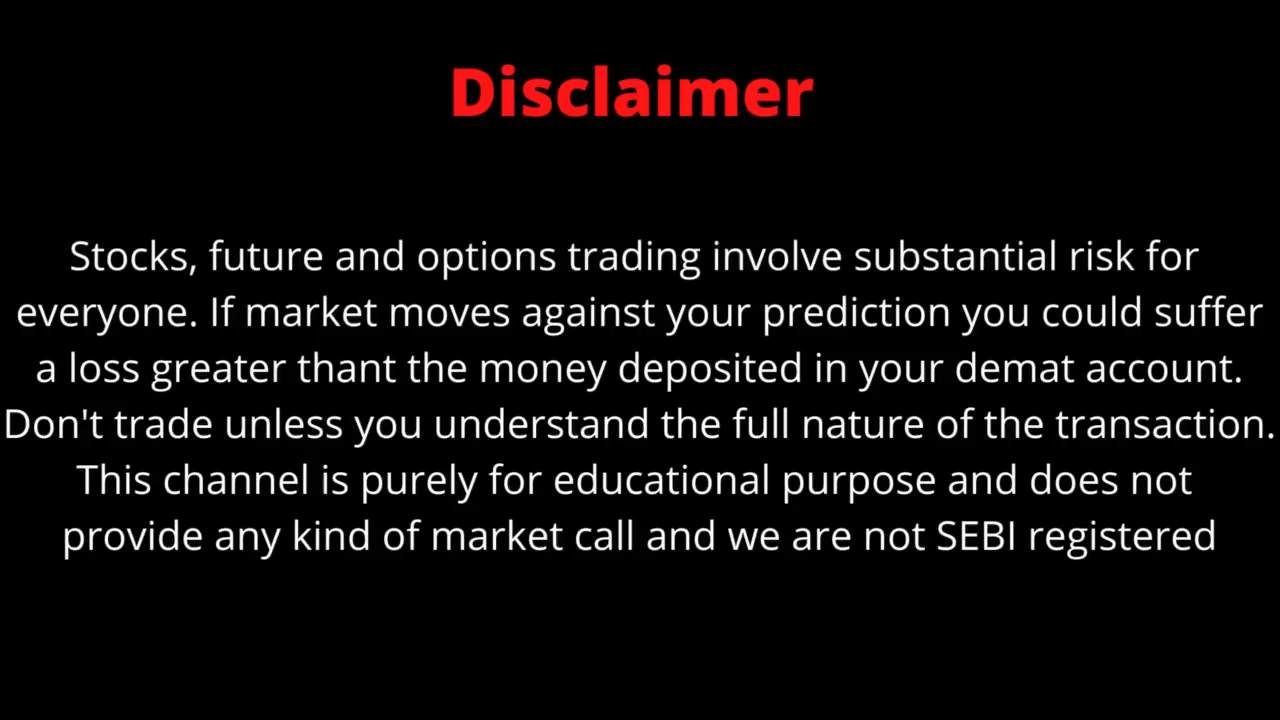 Disclaimer
Stocks, future and options trading involve substantial risk for
everyone. If market moves against your prediction you could suffer
a loss greater thant the money deposited in your demat account.
Don't trade unless you understand the full nature of the transaction.
This channel is purely for educational purpose and does not
provide any kind of market call and we are not SEBI registered